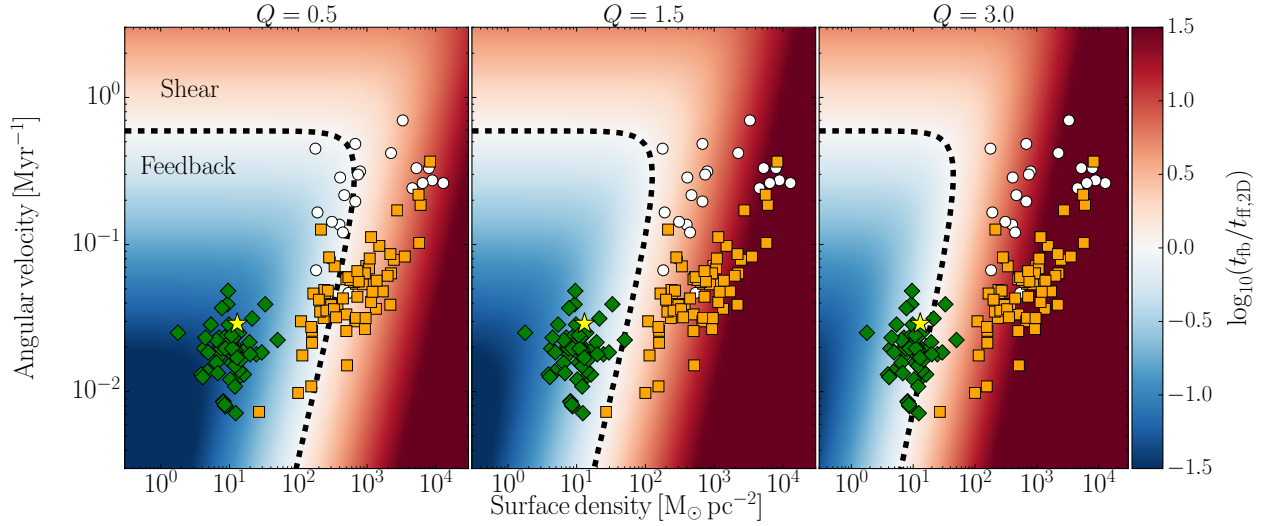 Q = 0.5
Q = 1.5
Q = 3.0
Shear
Feedback
Angular velocity [Myr⁻¹]
10⁰
10⁻¹
10⁻²
10⁰ 10¹ 10² 10³ 10⁴
10⁰ 10¹ 10² 10³ 10⁴
10⁰ 10¹ 10² 10³ 10⁴
Surface density [M⊙ pc⁻²]
1.5
1.0
0.5
0.0
−0.5
−1.0
−1.5
log₁₀(t_fb/t_ff,2D)